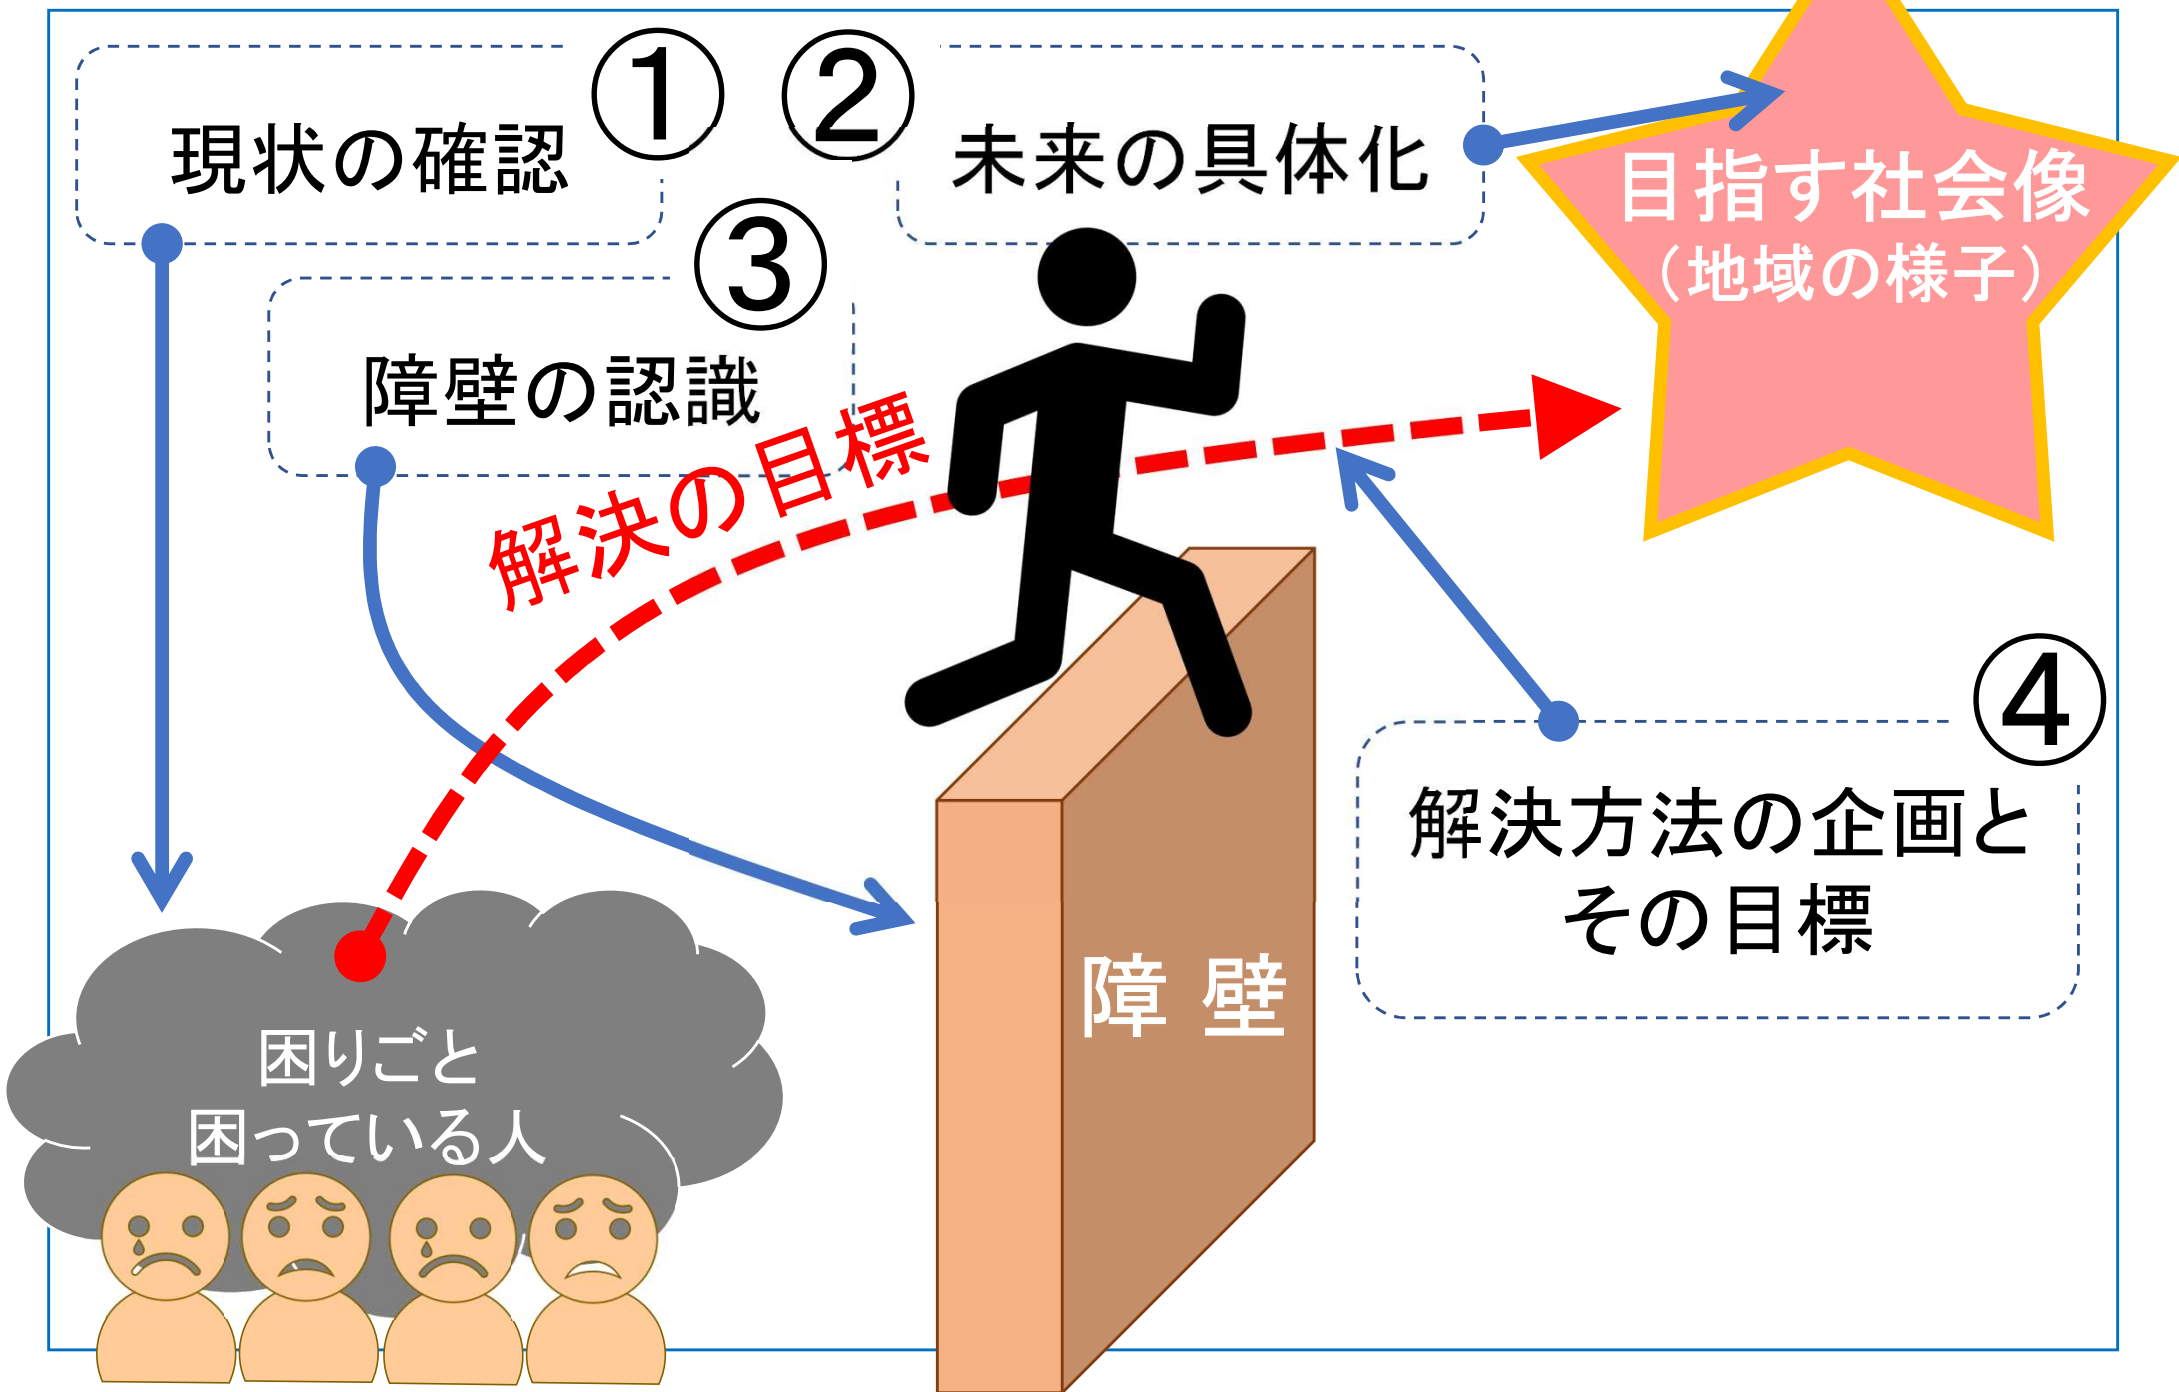 ①
現状の確認
②
未来の具体化
目指す社会像
（地域の様子）
③
障壁の認識
解決の目標
④
解決方法の企画と
その目標
障 壁
困りごと
困っている人